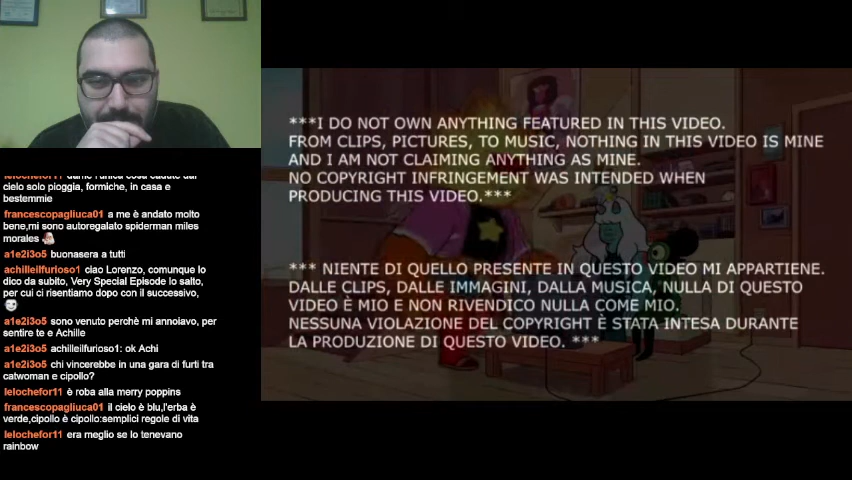 lelochefor11
cielo solo pioggia, formiche, in casa e
bestemmie
francescopagliuca01 a me è andato molto
bene,mi sono autoregalato spiderman miles
morales
a1e2i3o5 buonasera a tutti
achilleilfurioso1 ciao Lorenzo, comunque lo
dico da subito, Very Special Episode lo salto,
per cui ci risentiamo dopo con il successivo,
a1e2i3o5 sono venuto perchè mi annoiavo, per
sentire te e Achille
a1e2i3o5 achilleilfurioso1: ok Achi
a1e2i3o5 chi vincerebbe in una gara di furti tra
catwoman e cipollo?
lelochefor11 è roba alla merry poppins
francescopagliuca01 il cielo è blu,l'erba è
verde,cipollo è cipollo:semplici regole di vita
lelochefor11 era meglio se lo tenevano
rainbow
***I DO NOT OWN ANYTHING FEATURED IN THIS VIDEO.
FROM CLIPS, PICTURES, TO MUSIC, NOTHING IN THIS VIDEO IS MINE
AND I AM NOT CLAIMING ANYTHING AS MINE.
NO COPYRIGHT INFRINGEMENT WAS INTENDED WHEN
PRODUCING THIS VIDEO.***
*** NIENTE DI QUELLO PRESENTE IN QUESTO VIDEO MI APPARTIENE.
DALLE CLIPS, DALLE IMMAGINI, DALLA MUSICA, NULLA DI QUESTO
VIDEO È MIO E NON RIVENDICO NULLA COME MIO.
NESSUNA VIOLAZIONE DEL COPYRIGHT È STATA INTESA DURANTE
LA PRODUZIONE DI QUESTO VIDEO. ***